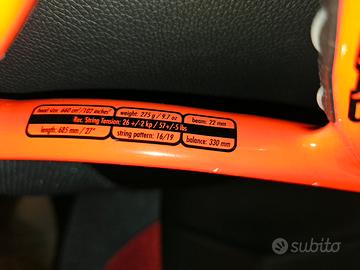 head size: 660 cm²/102 inches² weight: 275 g / 9.7 oz beam: 22 mm
Rec. String Tension: 26 +/-2 kp / 57+/-5 lbs
length: 685 mm / 27" string pattern: 16/19 balance: 330 mm
subito